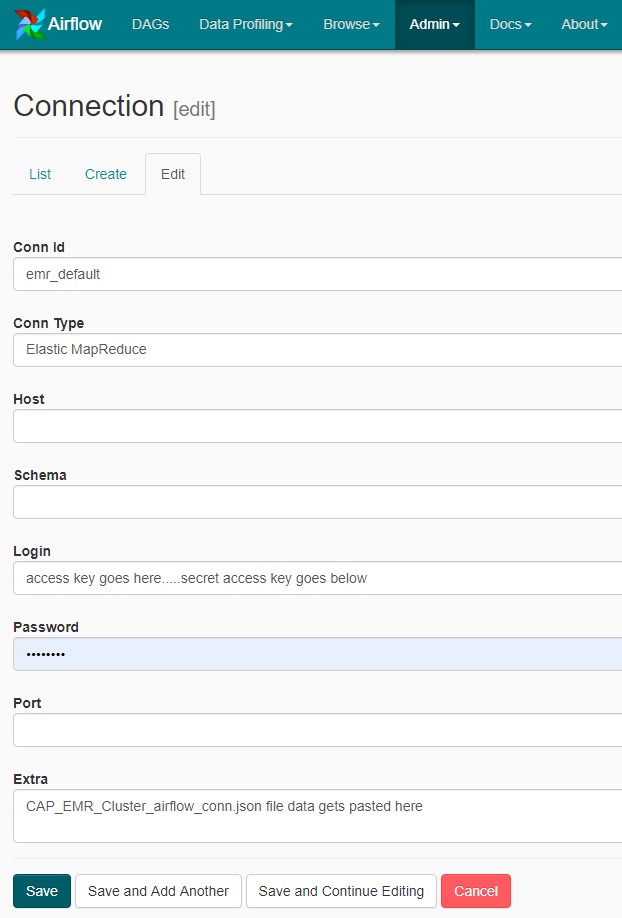 Airflow DAGs Data Profiling Browse Admin Docs About
Connection [edit]
List Create Edit
Conn Id
emr_default
Conn Type
Elastic MapReduce
Host
Schema
Login
access key goes here.....secret access key goes below
Password
••••••••
Port
Extra
CAP_EMR_Cluster_airflow_conn.json file data gets pasted here
Save Save and Add Another Save and Continue Editing Cancel